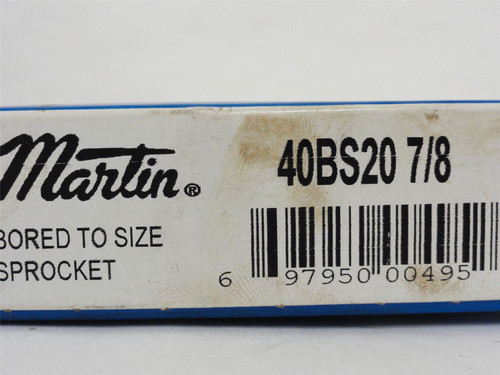 Martin®
40BS20 7/8
BORED TO SIZE
SPROCKET
6 97950 00495